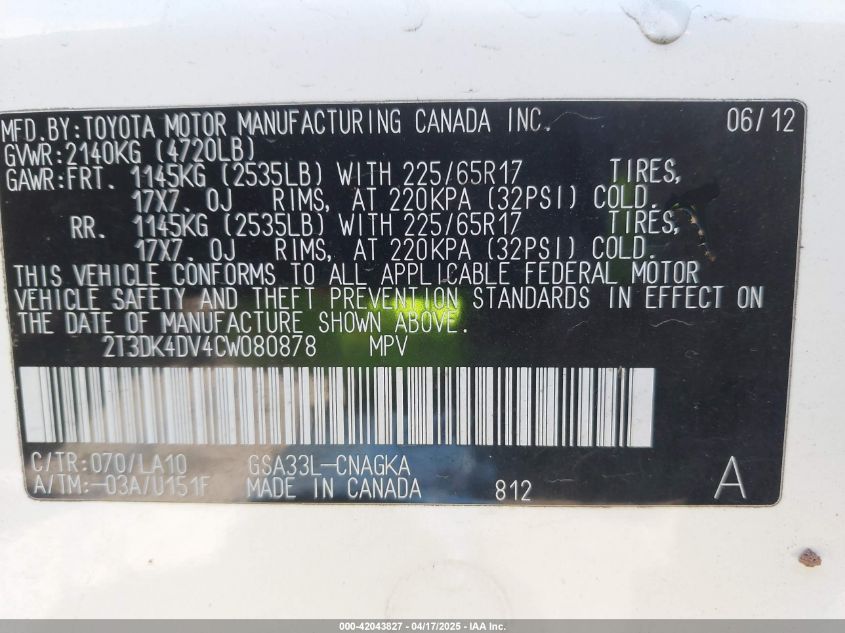 MFD.BY:TOYOTA MOTOR MANUFACTURING CANADA INC. 06/12
GVWR:2140KG (4720LB)
GAWR:FRT. 1145KG (2535LB) WITH 225/65R17 TIRES,
17X7. 0J RIMS, AT 220KPA (32PSI) COLD.
RR. 1145KG (2535LB) WITH 225/65R17 TIRES,
17X7. 0J RIMS, AT 220KPA (32PSI) COLD.
THIS VEHICLE CONFORMS TO ALL APPLICABLE FEDERAL MOTOR
VEHICLE SAFETY AND THEFT PREVENTION STANDARDS IN EFFECT ON
THE DATE OF MANUFACTURE SHOWN ABOVE.
2T3DK4DV4CW080878 MPV
C/TR:070/LA10 GSA33L-CNAGKA
A/TM:-03A/U151F MADE IN CANADA 812 A
000-42043827 - 04/17/2025 - IAA Inc.